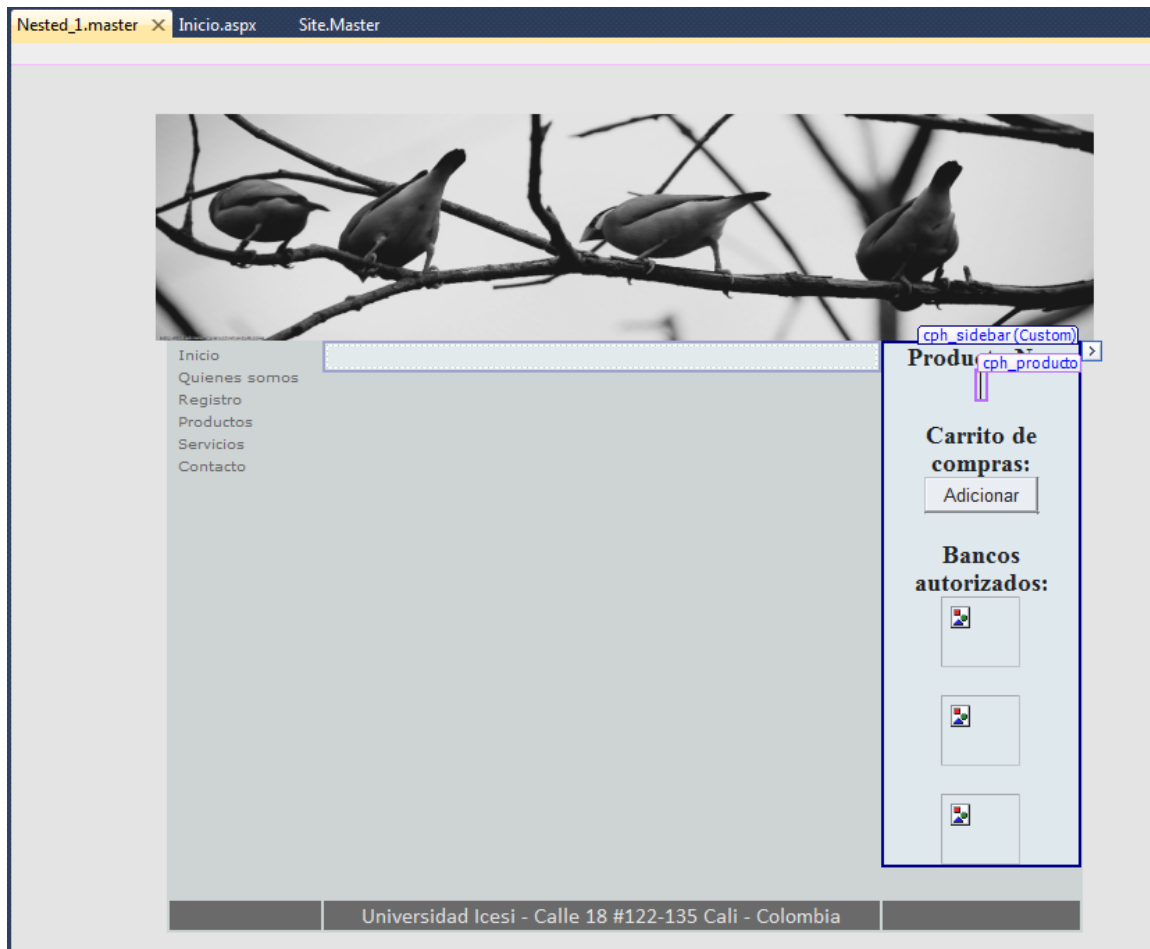 Nested_1.master
Inicio.aspx
Site.Master
cph_sidebar (Custom)
cph_producto
Inicio
Quienes somos
Registro
Productos
Servicios
Contacto
Carrito de
compras:
Adicionar
Bancos
autorizados:
Universidad Icesi - Calle 18 #122-135 Cali - Colombia